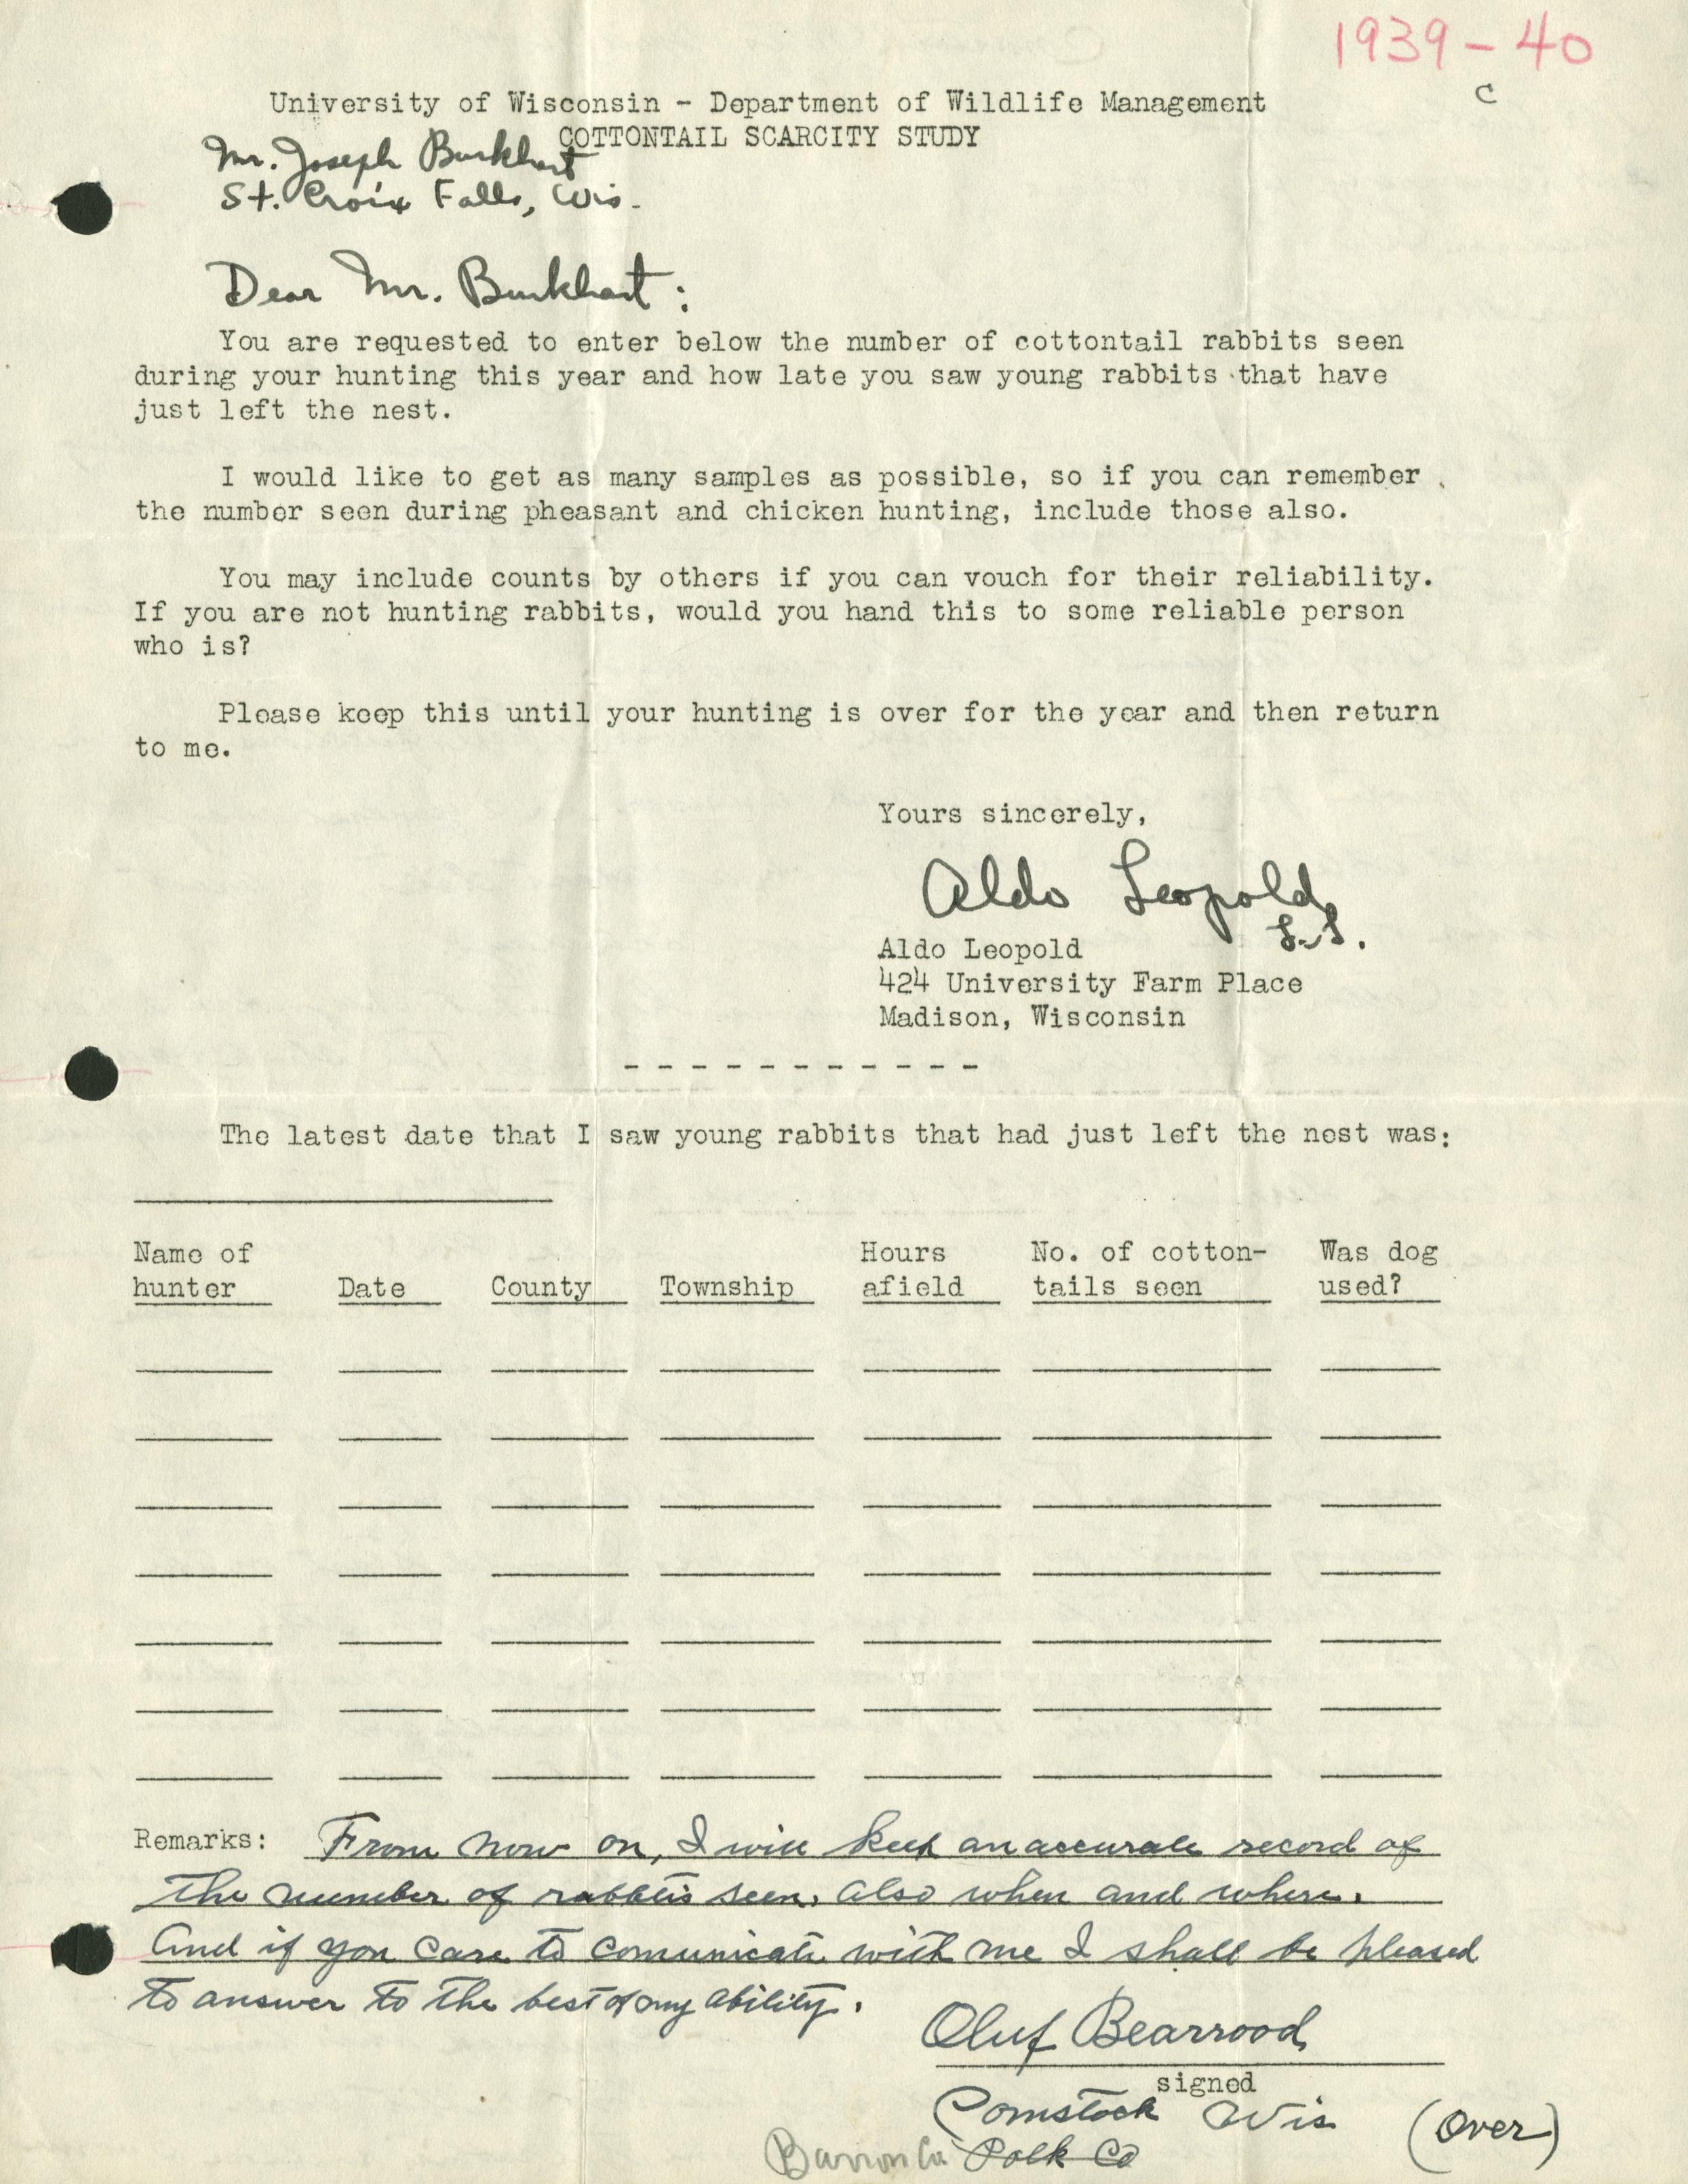 1939-40
c
University of Wisconsin - Department of Wildlife Management
COTTONTAIL SCARCITY STUDY
Mr. Joseph Burkhart
St. Croix Falls, Wis.
Dear Mr. Burkhart:
You are requested to enter below the number of cottontail rabbits seen
during your hunting this year and how late you saw young rabbits that have
just left the nest.
I would like to get as many samples as possible, so if you can remember
the number seen during pheasant and chicken hunting, include those also.
You may include counts by others if you can vouch for their reliability.
If you are not hunting rabbits, would you hand this to some reliable person
who is?
Please keep this until your hunting is over for the year and then return
to me.
Yours sincerely,
Aldo Leopold
Aldo Leopold
424 University Farm Place
Madison, Wisconsin
- - - - - - - - - - -
The latest date that I saw young rabbits that had just left the nest was:
Name of hunter Date County Township Hours afield No. of cotton-tails seen Was dog used?
Remarks: From now on, I will keep an accurate record of
the number of rabbits seen. Also when and where.
And if you care to comunicate with me I shall be pleased
to answer to the best of my ability.
Oluf Bearrood
signed
Comstock Wis (Over)
Barron Co. Polk Co